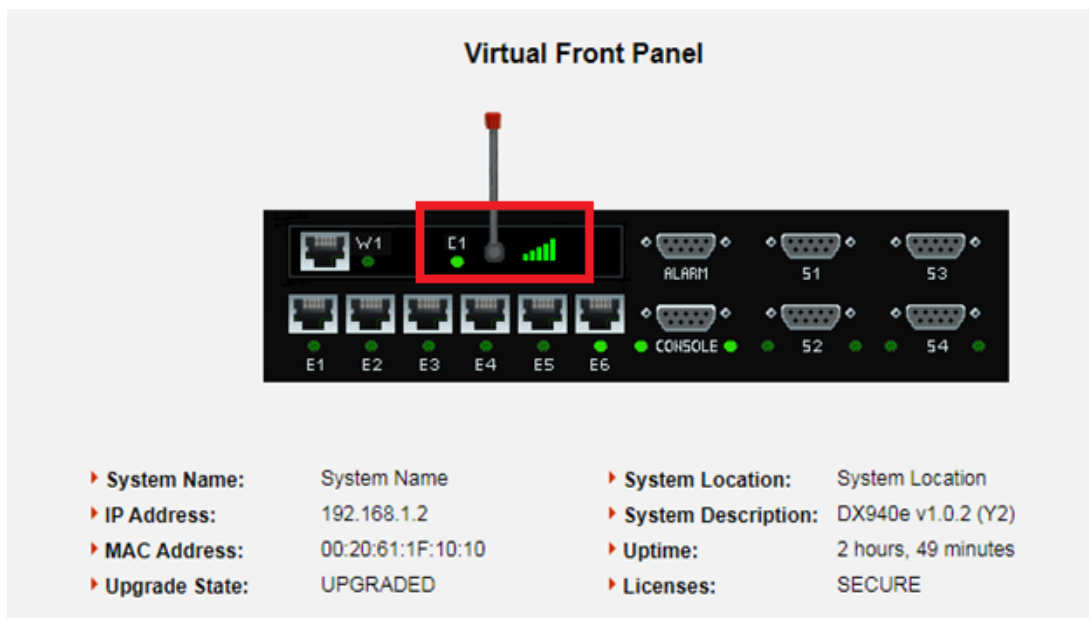 Virtual Front Panel
W1
C1
ALARM
S1
S3
E1 E2 E3 E4 E5 E6
CONSOLE
S2
S4
System Name: System Name
System Location: System Location
IP Address: 192.168.1.2
System Description: DX940e v1.0.2 (Y2)
MAC Address: 00:20:61:1F:10:10
Uptime: 2 hours, 49 minutes
Upgrade State: UPGRADED
Licenses: SECURE